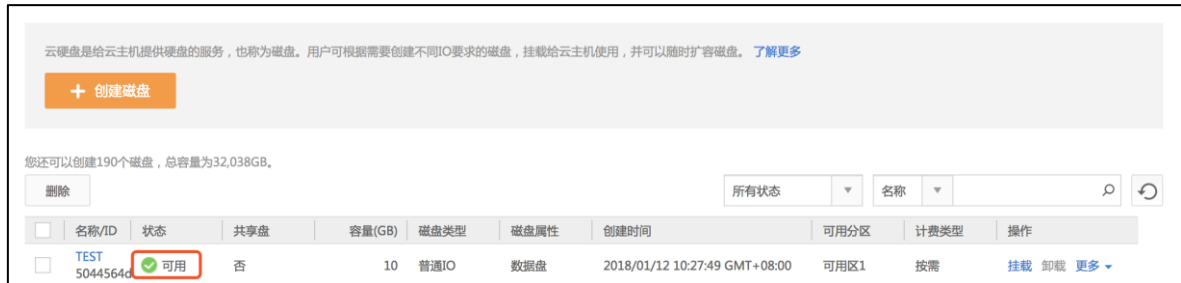 云硬盘是给云主机提供硬盘的服务，也称为磁盘。用户可根据需要创建不同IO要求的磁盘，挂载给云主机使用，并可以随时扩容磁盘。 了解更多
创建磁盘
您还可以创建190个磁盘，总容量为32,038GB。
删除 所有状态 名称
名称/ID 状态 共享盘 容量(GB) 磁盘类型 磁盘属性 创建时间 可用分区 计费类型 操作
TEST 可用 否 10 普通IO 数据盘 2018/01/12 10:27:49 GMT+08:00 可用区1 按需 挂载 卸载 更多
5044564d